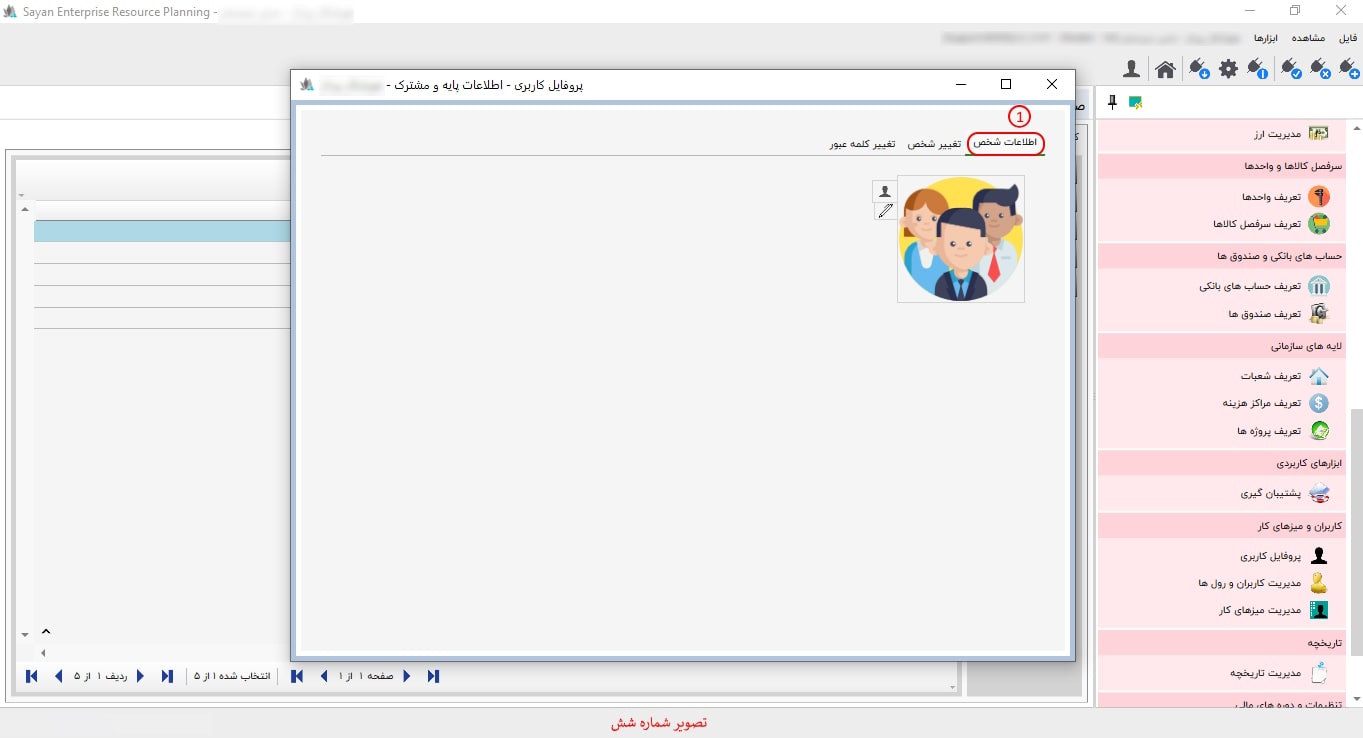 Sayan Enterprise Resource Planning -
فایل مشاهده ابزارها
پروفایل کاربری - اطلاعات پایه و مشترک -
1
اطلاعات شخص تغییر شخص تغییر کلمه عبور
مدیریت ارز
سرفصل کالاها و واحدها
تعریف واحدها
تعریف سرفصل کالاها
حساب های بانکی و صندوق ها
تعریف حساب های بانکی
تعریف صندوق ها
لایه های سازمانی
تعریف شعبات
تعریف مراکز هزینه
تعریف پروژه ها
ابزارهای کاربردی
پشتیبان گیری
کاربران و میزهای کار
پروفایل کاربری
مدیریت کاربران و رول ها
مدیریت میزهای کار
تاریخچه
مدیریت تاریخچه
تنظیمات و دوره های مالی
صفحه ۱ از ۱
انتخاب شده ۱ از ۵
ردیف ۱ از ۵
تصویر شماره شش